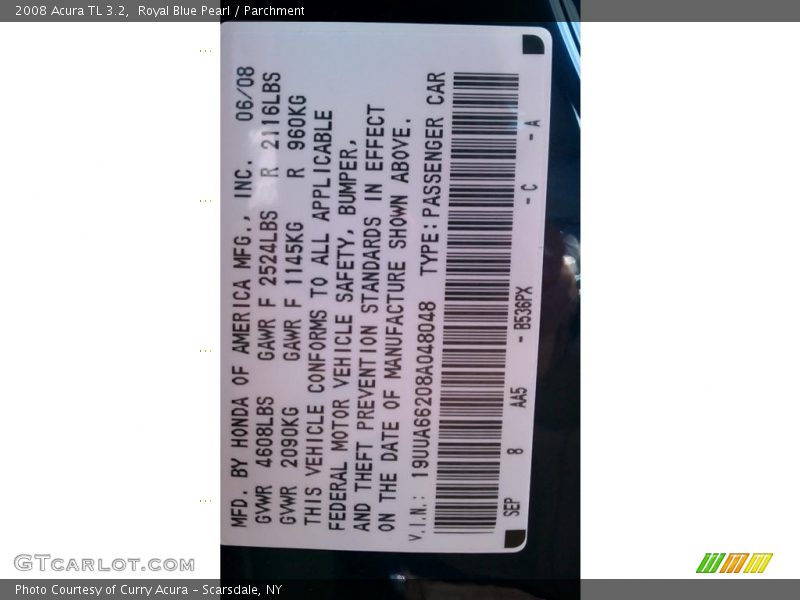 2008 Acura TL 3.2, Royal Blue Pearl / Parchment
MFD. BY HONDA OF AMERICA MFG., INC. 06/08
GVWR 4608LBS GAWR F 2524LBS R 2116LBS
GVWR 2090KG GAWR F 1145KG R 960KG
THIS VEHICLE CONFORMS TO ALL APPLICABLE
FEDERAL MOTOR VEHICLE SAFETY, BUMPER,
AND THEFT PREVENTION STANDARDS IN EFFECT
ON THE DATE OF MANUFACTURE SHOWN ABOVE.
V.I.N.: 19UUA66208A048048 TYPE:PASSENGER CAR
SEP 8 AA5 - B536PX - C - A
GTCARLOT.COM
Photo Courtesy of Curry Acura - Scarsdale, NY